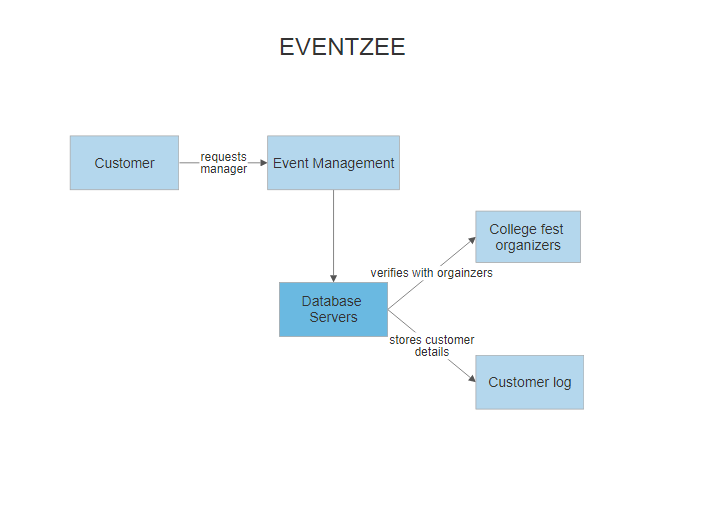 EVENTZEE
Customer
requests
manager
Event Management
College fest
organizers
verifies with orgainzers
Database
Servers
stores customer
details
Customer log